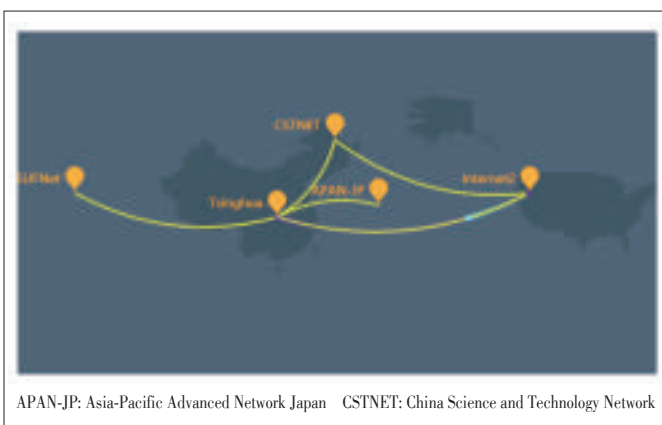 CSTNET
Internet2
APAN-JP
Tsinghua
APAN-JP: Asia-Pacific Advanced Network Japan CSTNET: China Science and Technology Network